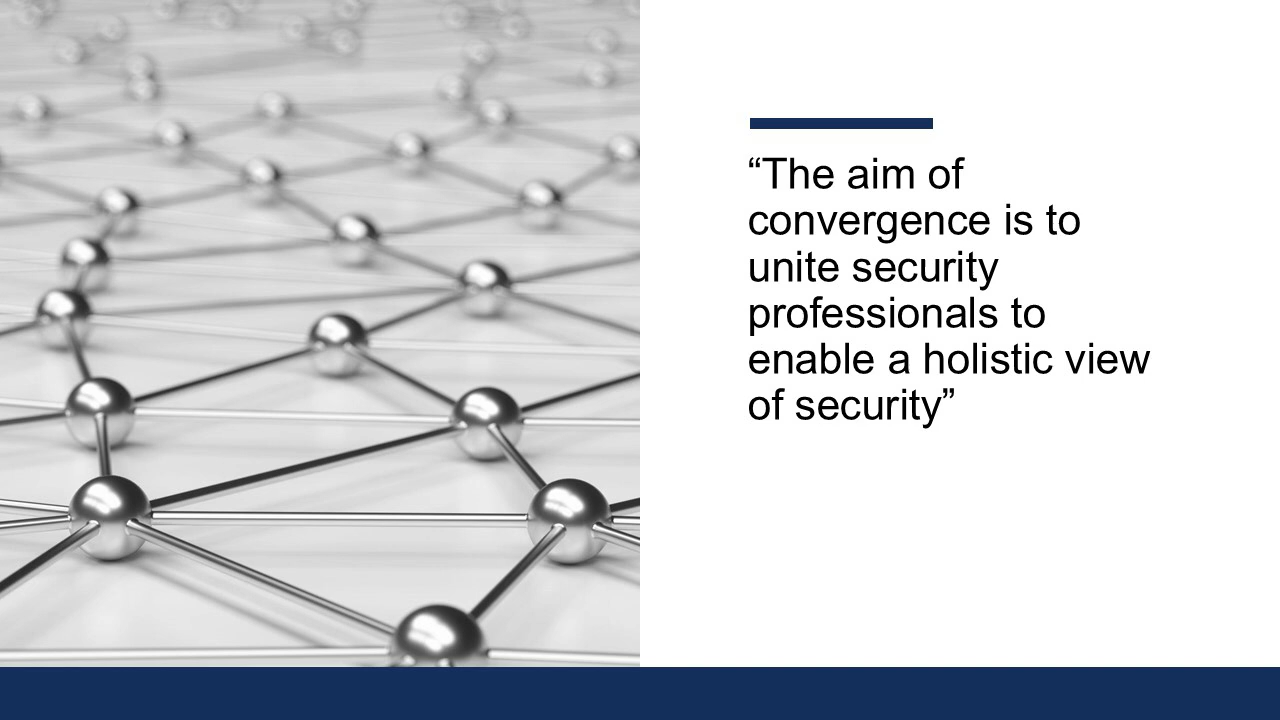 “The aim of
convergence is to
unite security
professionals to
enable a holistic view
of security”